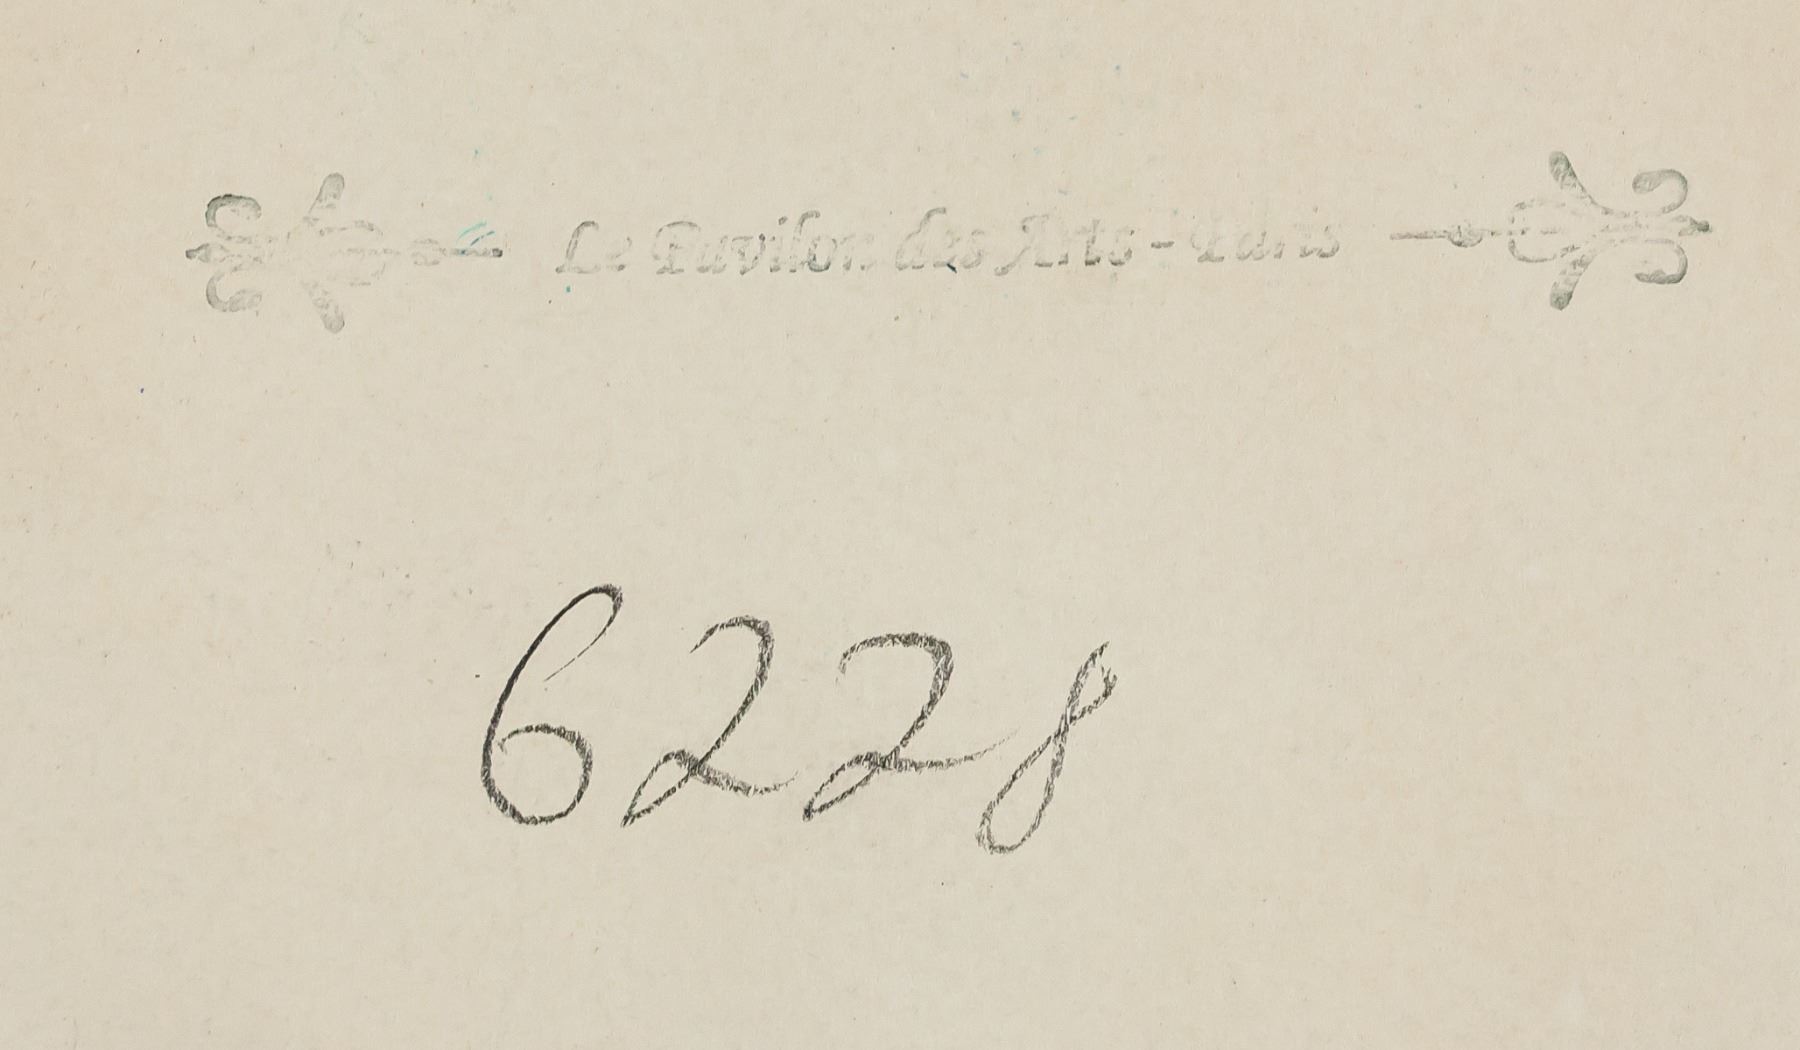 Le Pavilon des Arts - Paris
6228